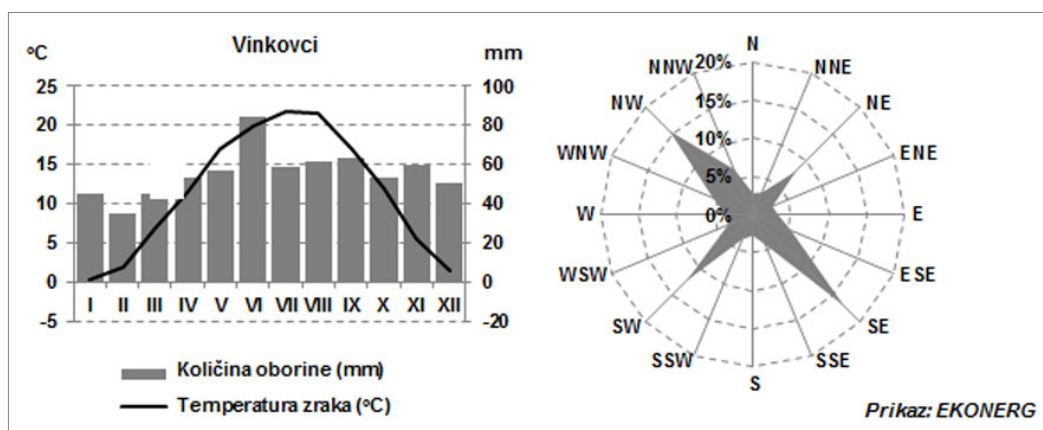 Vinkovci
°C
mm
25
20
15
10
5
0
-5
100
80
60
40
20
0
-20
I II III IV V VI VII VIII IX X XI XII
Količina oborine (mm)
Temperatura zraka (°C)
N
NNE
NE
ENE
E
ESE
SE
SSE
S
SSW
SW
WSW
W
WNW
NW
NNW
20%
15%
10%
5%
0%
Prikaz: EKONERG